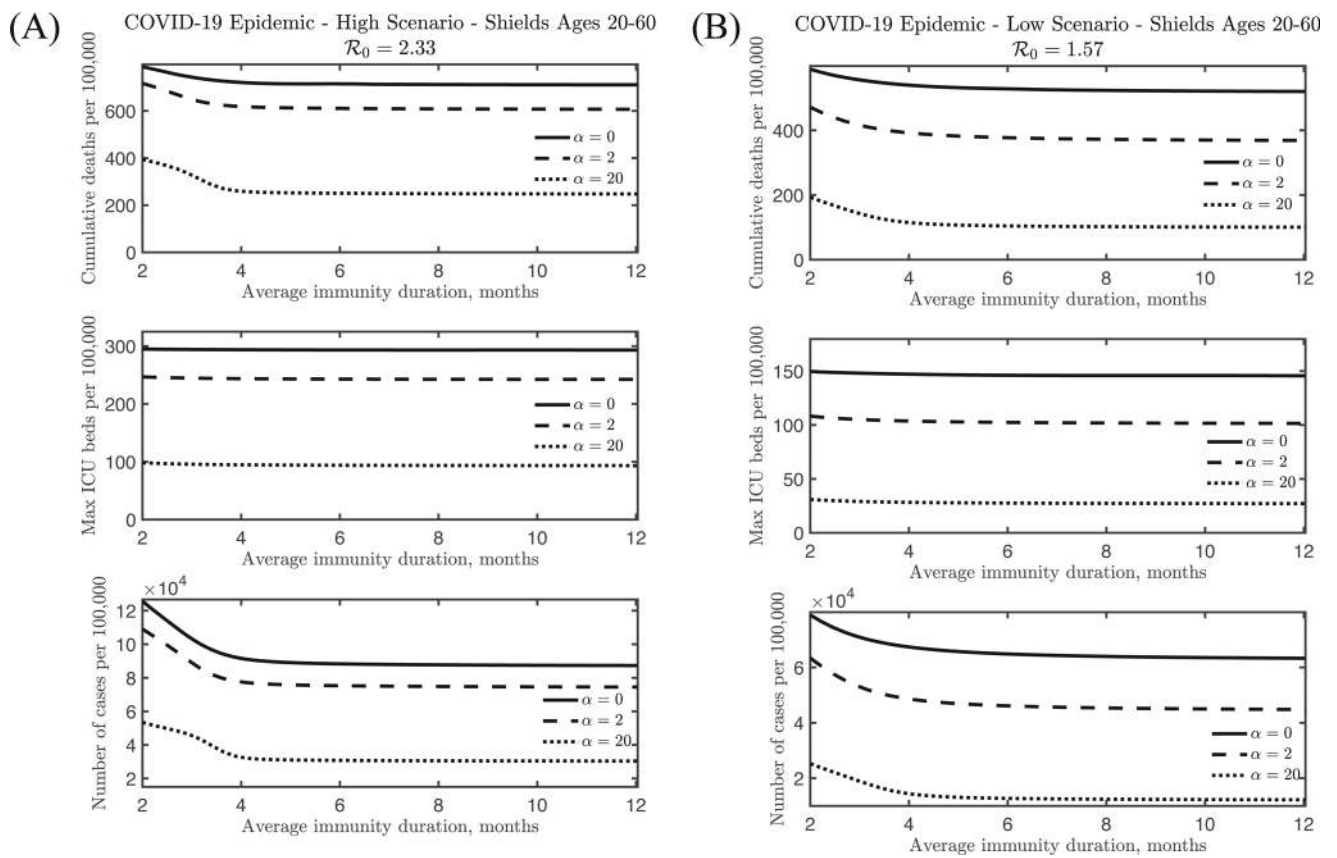 (A)
COVID-19 Epidemic - High Scenario - Shields Ages 20-60
R₀ = 2.33
Cumulative deaths per 100,000
600
400
200
0
α = 0
α = 2
α = 20
2 4 6 8 10 12
Average immunity duration, months
Max ICU beds per 100,000
300
200
100
0
α = 0
α = 2
α = 20
2 4 6 8 10 12
Average immunity duration, months
Number of cases per 100,000
×10⁴
12
10
8
6
4
2
α = 0
α = 2
α = 20
2 4 6 8 10 12
Average immunity duration, months
(B)
COVID-19 Epidemic - Low Scenario - Shields Ages 20-60
R₀ = 1.57
Cumulative deaths per 100,000
400
200
0
α = 0
α = 2
α = 20
2 4 6 8 10 12
Average immunity duration, months
Max ICU beds per 100,000
150
100
50
0
α = 0
α = 2
α = 20
2 4 6 8 10 12
Average immunity duration, months
Number of cases per 100,000
×10⁴
6
4
2
α = 0
α = 2
α = 20
2 4 6 8 10 12
Average immunity duration, months